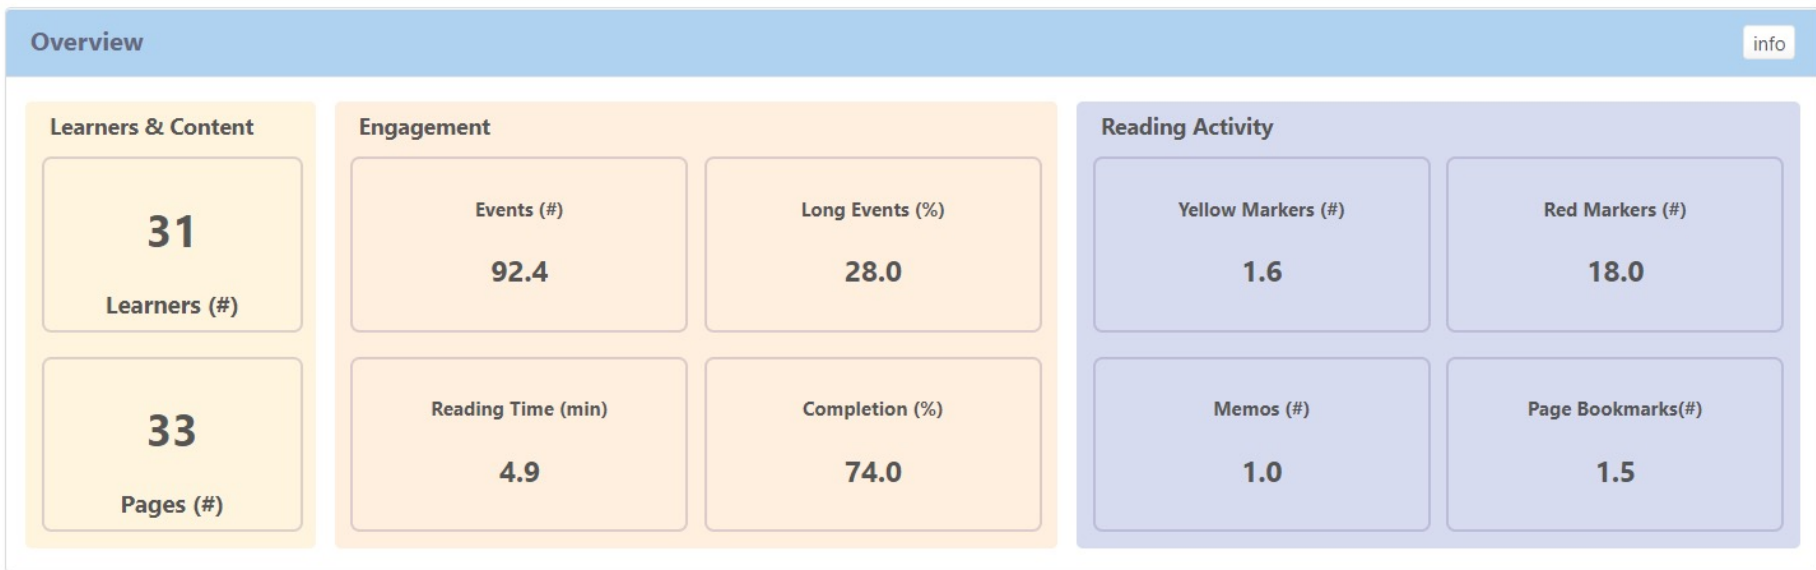 Overview
info
Learners & Content
31
Learners (#)
33
Pages (#)
Engagement
Events (#)
92.4
Long Events (%)
28.0
Reading Time (min)
4.9
Completion (%)
74.0
Reading Activity
Yellow Markers (#)
1.6
Red Markers (#)
18.0
Memos (#)
1.0
Page Bookmarks(#)
1.5